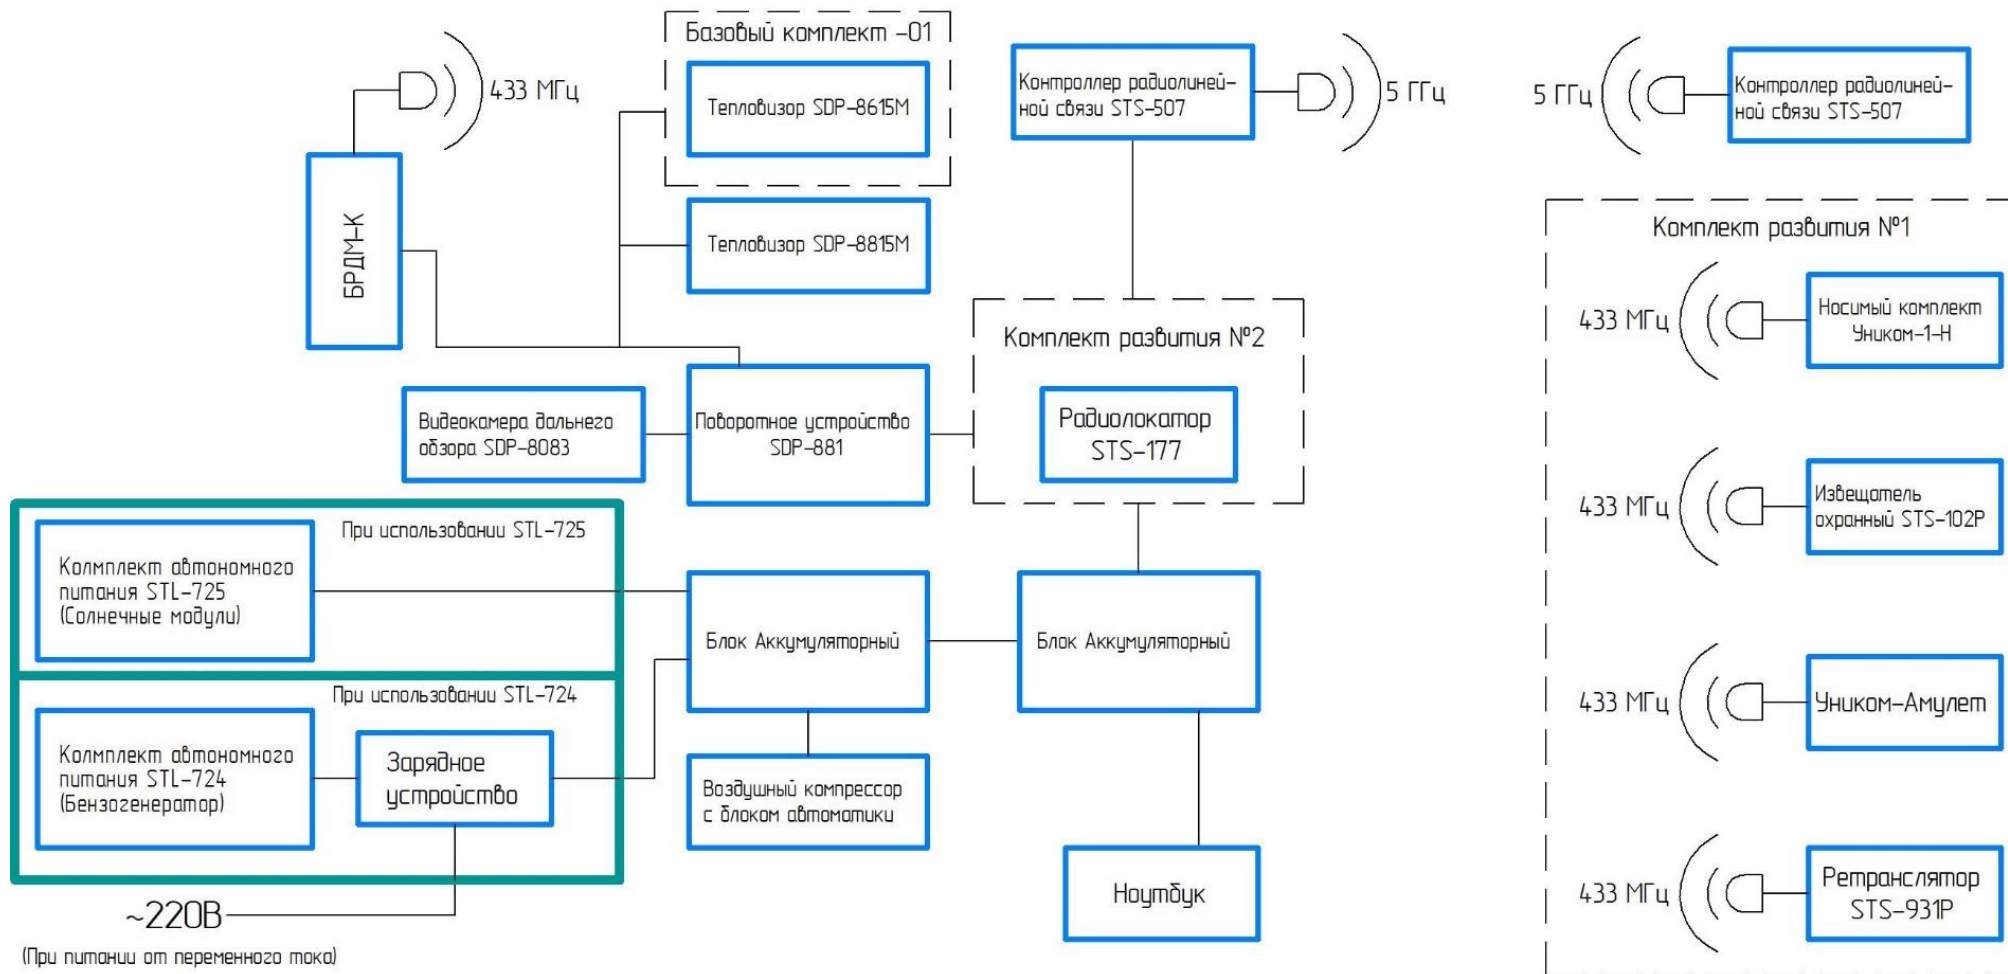 Базовый комплект -01
433 МГц
Тепловизор SDP-8615M
Контроллер радиолиней-
ной связи STS-507
5 ГГц
5 ГГц
Контроллер радиолиней-
ной связи STS-507
БРДМ-К
Тепловизор SDP-8815M
Комплект развития №1
433 МГц
Носимый комплект
Уником-1-Н
Комплект развития №2
Радиолокатор
STS-177
Видеокамера дальнего
обзора SDP-8083
Поворотное устройство
SDP-881
433 МГц
Извещатель
охранный STS-102P
При использовании STL-725
Колмплект автономного
питания STL-725
(Солнечные модули)
Блок Аккумуляторный
Блок Аккумуляторный
При использовании STL-724
Колмплект автономного
питания STL-724
(Бензогенератор)
Зарядное
устройство
433 МГц
Уником-Амулет
Воздушный компрессор
с блоком автоматики
Ноутбук
433 МГц
Ретранслятор
STS-931P
~220В
(При питании от переменного тока)